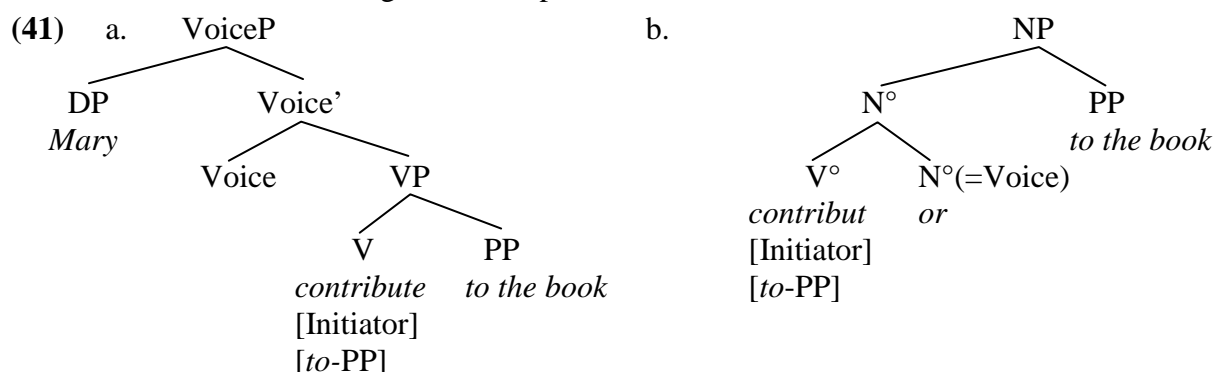 (41) a. VoiceP b. NP
DP Voice’ N° PP
Mary to the book
Voice VP V° N°(=Voice)
contribut or
V PP [Initiator]
contribute to the book [to-PP]
[Initiator]
[to-PP]